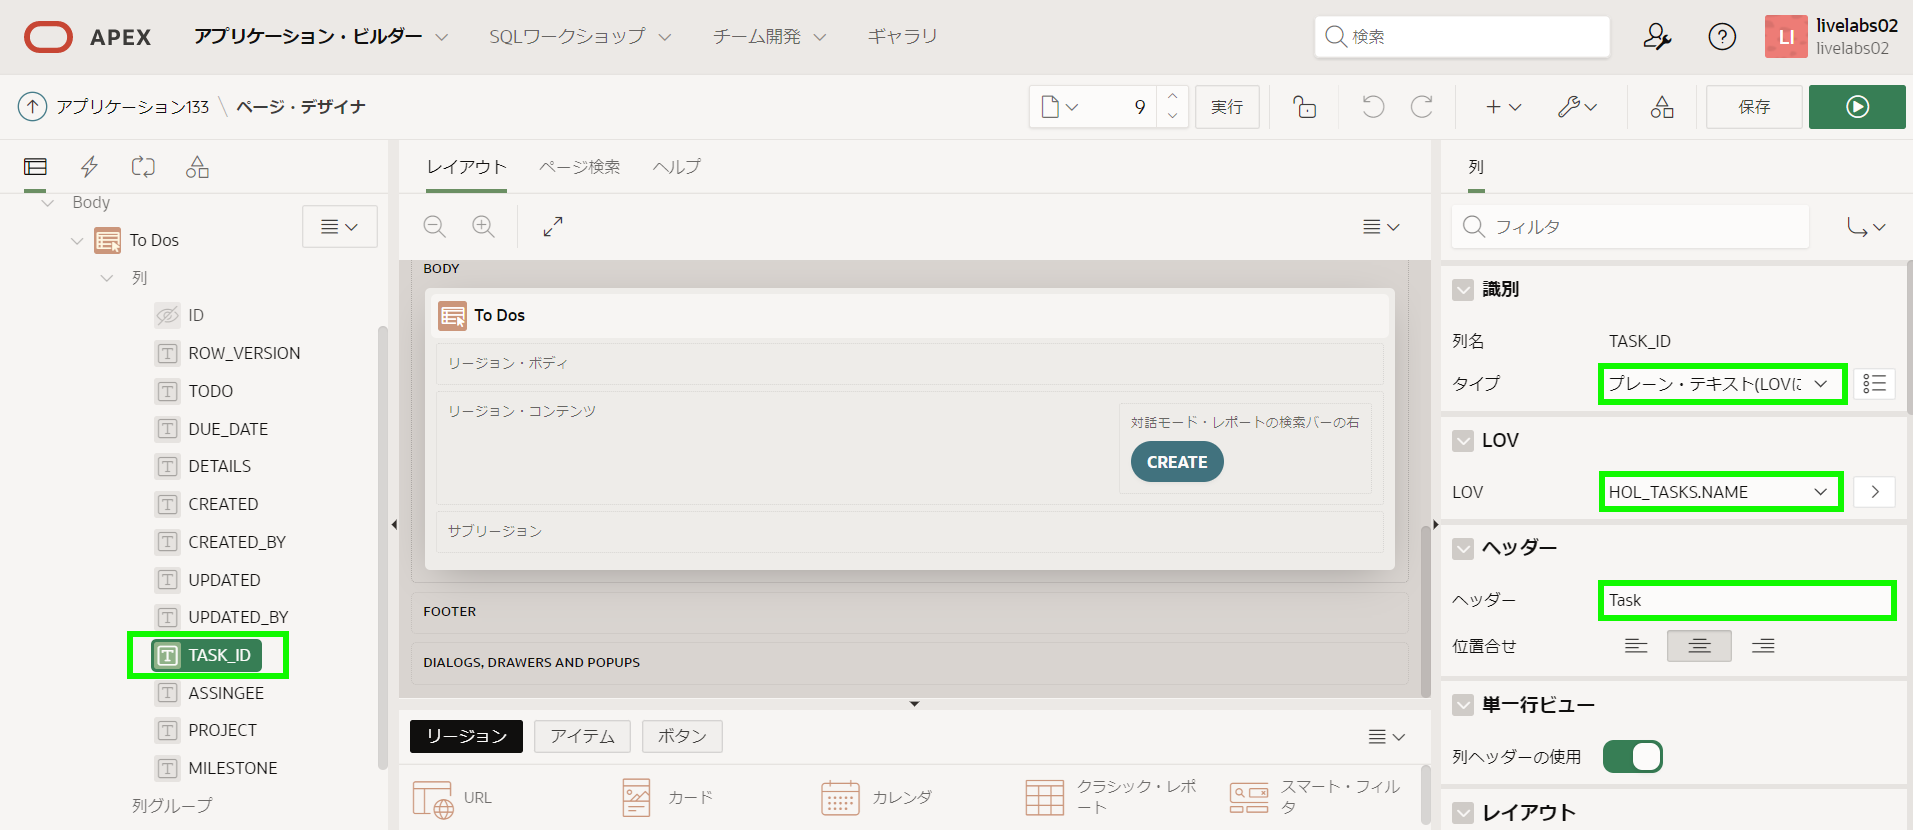 APEX
アプリケーション・ビルダー
SQLワークショップ
チーム開発
ギャラリ
検索
LI
livelabs02
livelabs02
アプリケーション133 \ ページ・デザイナ
9
実行
保存
Body
To Dos
列
ID
ROW_VERSION
TODO
DUE_DATE
DETAILS
CREATED
CREATED_BY
UPDATED
UPDATED_BY
TASK_ID
ASSINGEE
PROJECT
MILESTONE
列グループ
レイアウト
ページ検索
ヘルプ
BODY
To Dos
リージョン・ボディ
リージョン・コンテンツ
対話モード・レポートの検索バーの右
CREATE
サブリージョン
FOOTER
DIALOGS, DRAWERS AND POPUPS
リージョン
アイテム
ボタン
URL
カード
カレンダ
クラシック・レポ
ート
スマート・フィル
タ
列
フィルタ
識別
列名
TASK_ID
タイプ
プレーン・テキスト(LOVに
LOV
LOV
HOL_TASKS.NAME
ヘッダー
ヘッダー
Task
位置合せ
単一行ビュー
列ヘッダーの使用
レイアウト